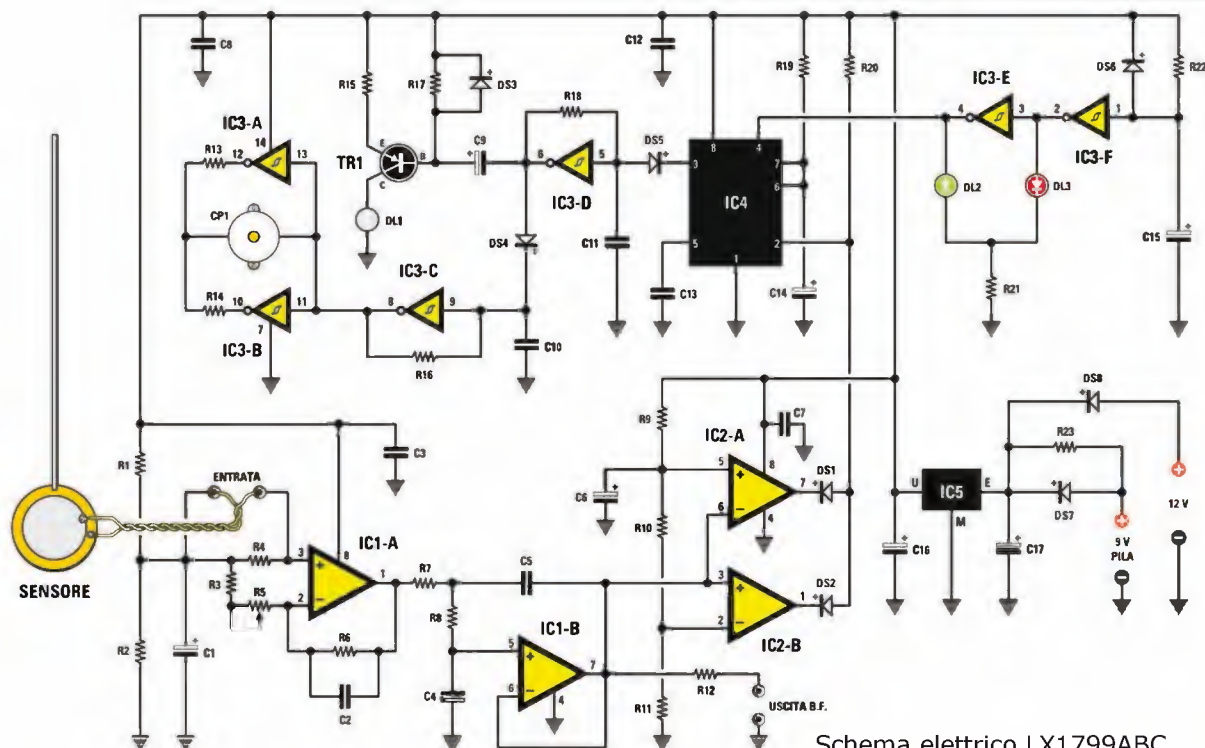 C8
C12
R15
R17
DS3
R18
R19
R20
DS6
R22
IC3-E
4
3
2
1
IC3-F
IC3-A
14
R13
12
13
CP1
R14
10
11
7
IC3-B
TR1
E
B
C
C9
6
5
IC3-D
DS5
DL1
DS4
C11
IC3-C
8
9
R16
C10
8
4
3
7
6
IC4
5
2
1
C13
C14
DL2
DL3
R21
C15
R1
C3
ENTRATA
SENSORE
R4
R3
R5
IC1-A
3
8
2
1
R6
C2
R2
C1
R7
R8
C5
IC1-B
5
6
7
4
C4
R9
C7
IC2-A
5
8
7
6
4
DS1
C6
R10
3
1
2
DS2
IC2-B
R12
R11
USCITA B.F.
U
IC5
E
M
C16
C17
DS8
R23
DS7
9 V
PILA
12 V
Schema elettrico LX1799ABC